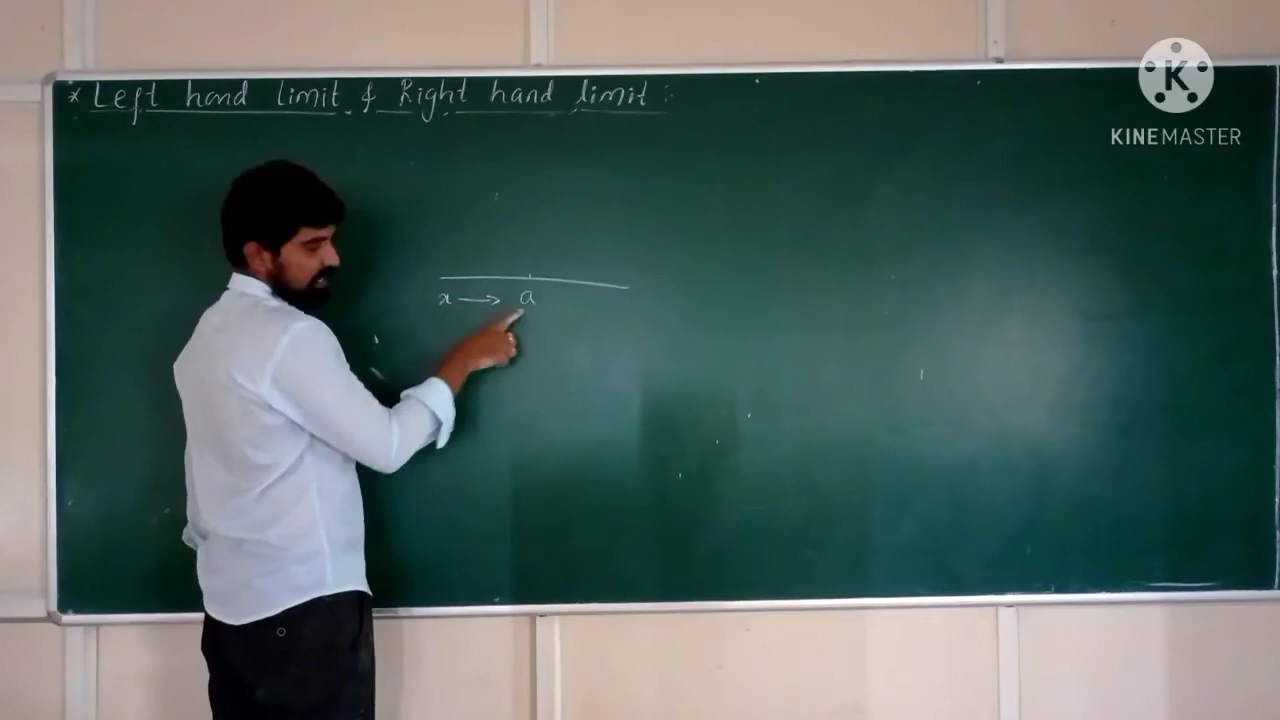 * Left hand limit & Right hand limit :-
x → a
K
KINEMASTER